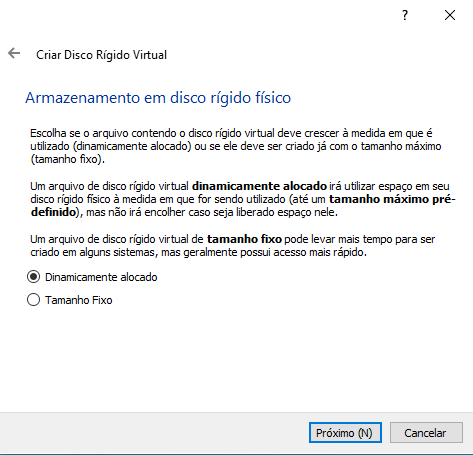 ?
Criar Disco Rígido Virtual
Armazenamento em disco rígido físico
Escolha se o arquivo contendo o disco rígido virtual deve crescer à medida em que é
utilizado (dinamicamente alocado) ou se ele deve ser criado já com o tamanho máximo
(tamanho fixo).
Um arquivo de disco rígido virtual dinamicamente alocado irá utilizar espaço em seu
disco rígido físico à medida em que for sendo utilizado (até um tamanho máximo pré-
definido), mas não irá encolher caso seja liberado espaço nele.
Um arquivo de disco rígido virtual de tamanho fixo pode levar mais tempo para ser
criado em alguns sistemas, mas geralmente possui acesso mais rápido.
Dinamicamente alocado
Tamanho Fixo
Próximo (N)
Cancelar